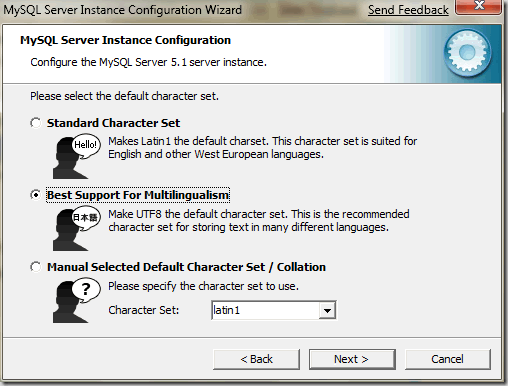 MySQL Server Instance Configuration Wizard
Send Feedback
MySQL Server Instance Configuration
Configure the MySQL Server 5.1 server instance.
Please select the default character set.
Standard Character Set
Hello!
Makes Latin1 the default charset. This character set is suited for
English and other West European languages.
Best Support For Multilingualism
日本語
Make UTF8 the default character set. This is the recommended
character set for storing text in many different languages.
Manual Selected Default Character Set / Collation
?
Please specify the character set to use.
Character Set:
latin1
< Back
Next >
Cancel